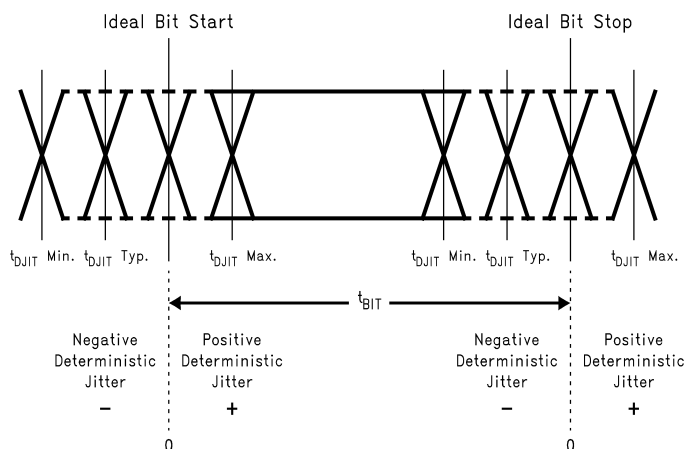 Ideal Bit Start
Ideal Bit Stop
tDJIT Min.
tDJIT Typ.
tDJIT Max.
tDJIT Min.
tDJIT Typ.
tDJIT Max.
tBIT
Negative
Deterministic
Jitter
–
Positive
Deterministic
Jitter
+
Negative
Deterministic
Jitter
–
Positive
Deterministic
Jitter
+
0
0